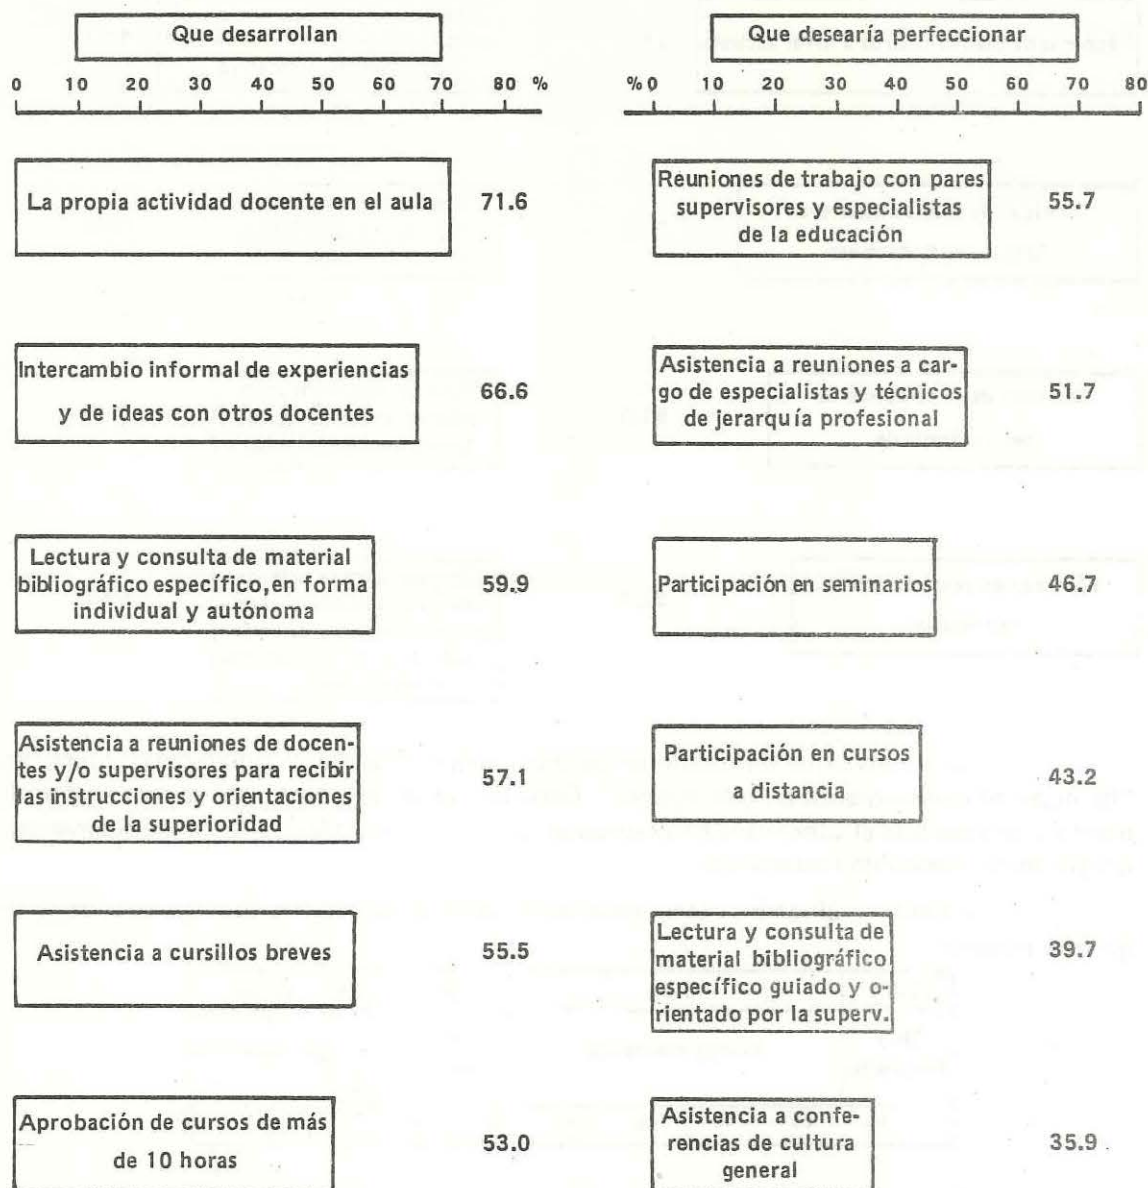 Que desarrollan
0 10 20 30 40 50 60 70 80 %
La propia actividad docente en el aula 71.6
Intercambio informal de experiencias
y de ideas con otros docentes
66.6
Lectura y consulta de material
bibliográfico específico, en forma
individual y autónoma
59.9
Asistencia a reuniones de docen-
tes y/o supervisores para recibir
las instrucciones y orientaciones
de la superioridad
57.1
Asistencia a cursillos breves 55.5
Aprobación de cursos de más
de 10 horas
53.0
Que desearía perfeccionar
% 0 10 20 30 40 50 60 70 80
Reuniones de trabajo con pares
supervisores y especialistas
de la educación
55.7
Asistencia a reuniones a car-
go de especialistas y técnicos
de jerarquía profesional
51.7
Participación en seminarios 46.7
Participación en cursos
a distancia
43.2
Lectura y consulta de
material bibliográfico
específico guiado y o-
rientado por la superv.
39.7
Asistencia a confe-
rencias de cultura
general
35.9